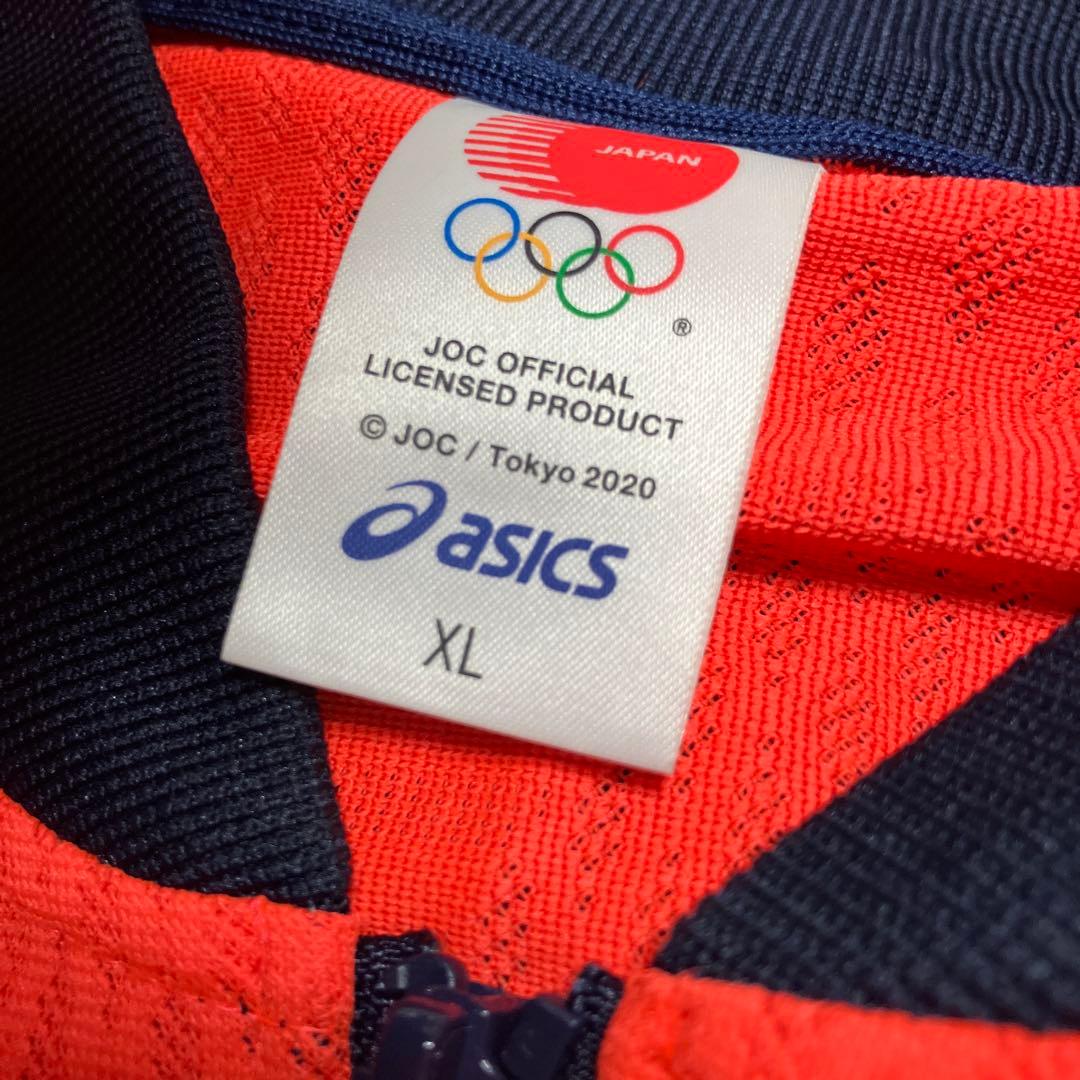 JAPAN
®
JOC OFFICIAL
LICENSED PRODUCT
© JOC / Tokyo 2020
asics
XL